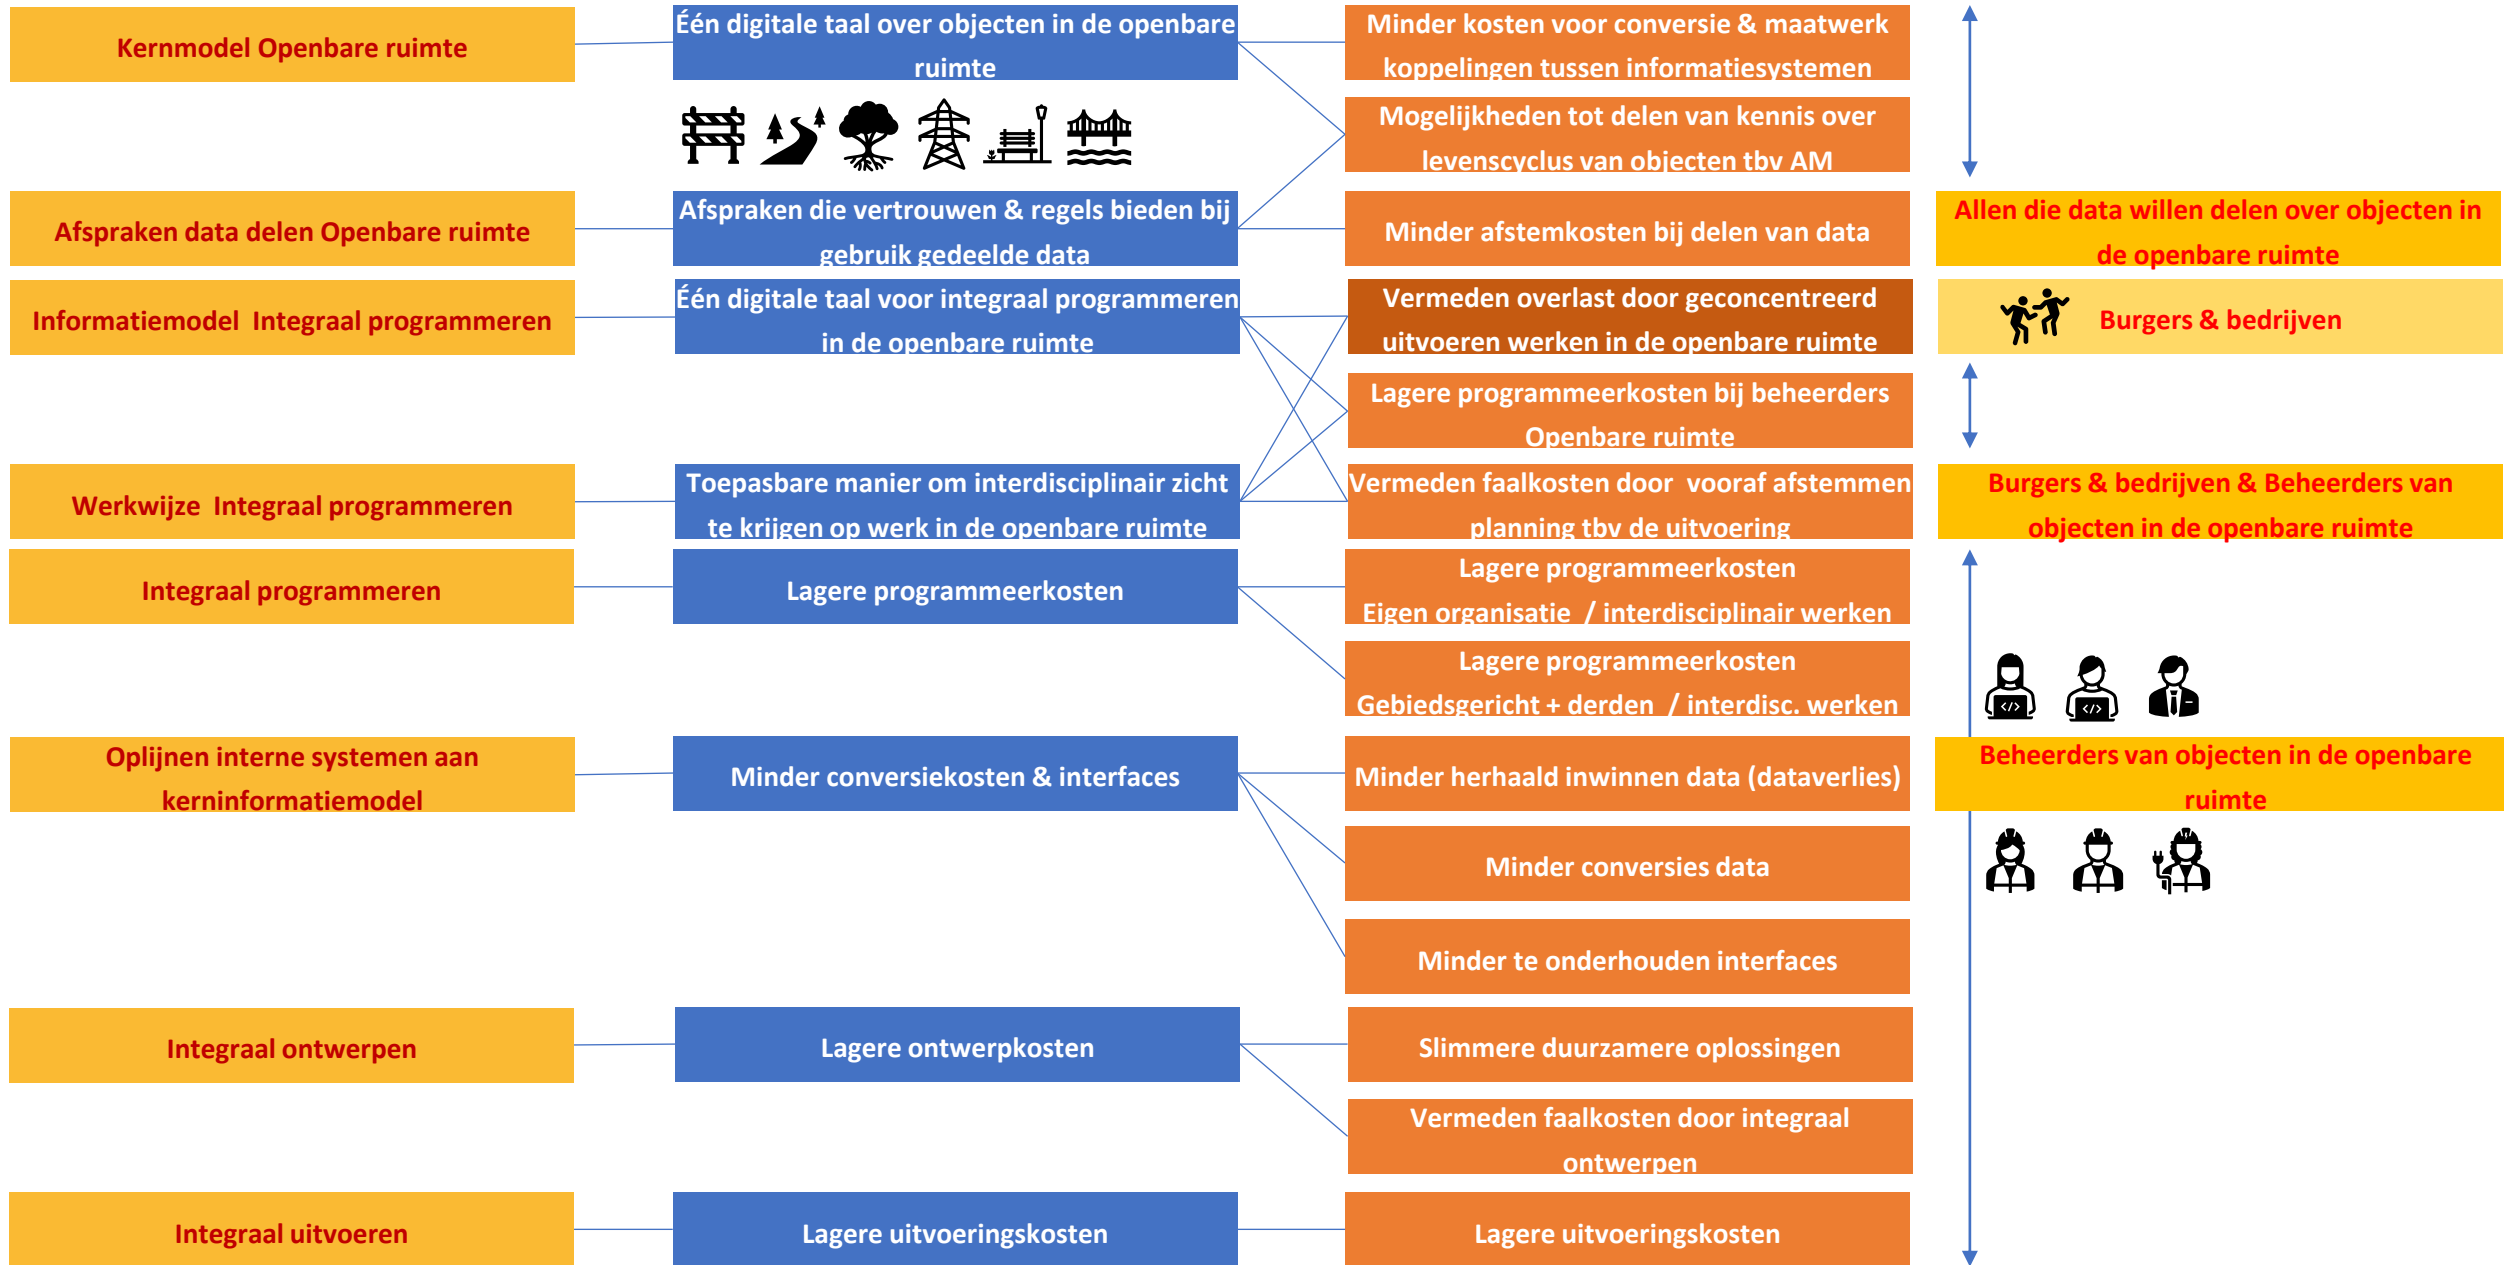 Kernmodel Openbare ruimte
Één digitale taal over objecten in de openbare
ruimte
Minder kosten voor conversie & maatwerk
koppelingen tussen informatiesystemen
Mogelijkheden tot delen van kennis over
levenscyclus van objecten tbv AM
Afspraken data delen Openbare ruimte
Afspraken die vertrouwen & regels bieden bij
gebruik gedeelde data
Minder afstemkosten bij delen van data
Allen die data willen delen over objecten in
de openbare ruimte
Informatiemodel  Integraal programmeren
Één digitale taal voor integraal programmeren
in de openbare ruimte
Vermeden overlast door geconcentreerd
uitvoeren werken in de openbare ruimte
Burgers & bedrijven
Lagere programmeerkosten bij beheerders
Openbare ruimte
Werkwijze  Integraal programmeren
Toepasbare manier om interdisciplinair zicht
te krijgen op werk in de openbare ruimte
Vermeden faalkosten door  vooraf afstemmen
planning tbv de uitvoering
Burgers & bedrijven & Beheerders van
objecten in de openbare ruimte
Integraal programmeren
Lagere programmeerkosten
Lagere programmeerkosten
Eigen organisatie  / interdisciplinair werken
Lagere programmeerkosten
Gebiedsgericht + derden  / interdisc. werken
Oplijnen interne systemen aan
kerninformatiemodel
Minder conversiekosten & interfaces
Minder herhaald inwinnen data (dataverlies)
Beheerders van objecten in de openbare
ruimte
Minder conversies data
Minder te onderhouden interfaces
Integraal ontwerpen
Lagere ontwerpkosten
Slimmere duurzamere oplossingen
Vermeden faalkosten door integraal
ontwerpen
Integraal uitvoeren
Lagere uitvoeringskosten
Lagere uitvoeringskosten